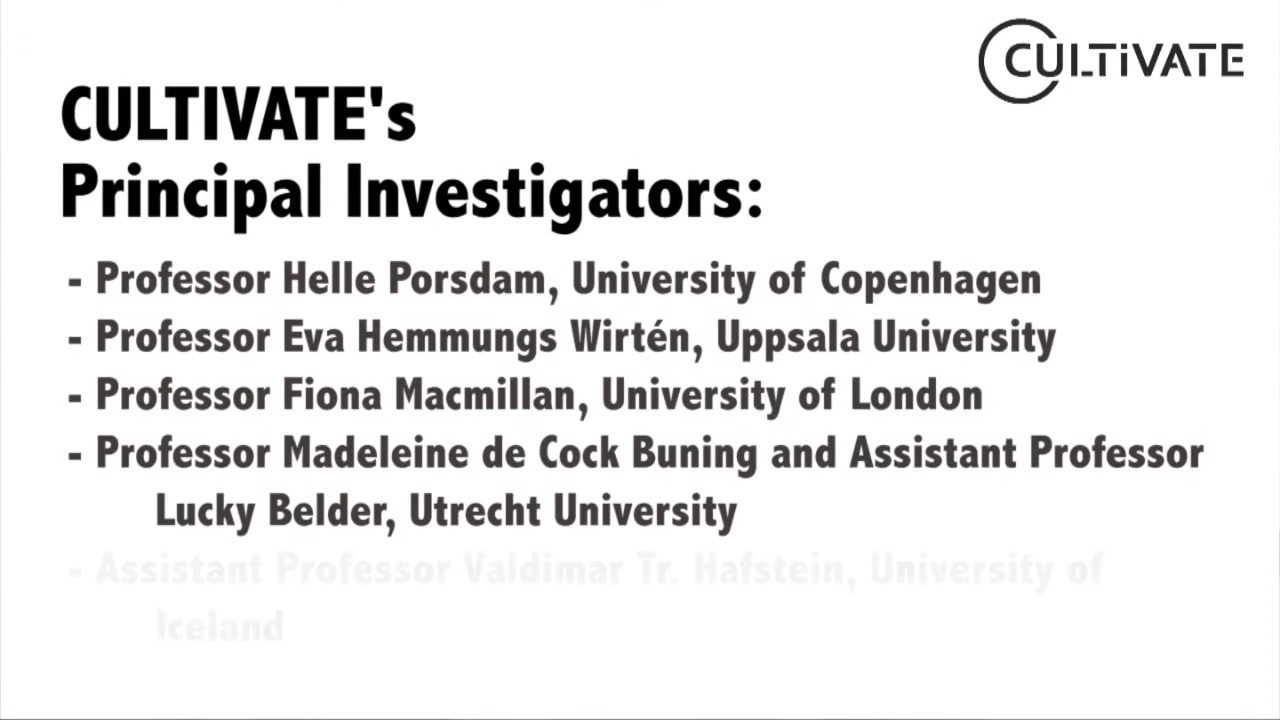 CULTiVATE
CULTIVATE's
Principal Investigators:
- Professor Helle Porsdam, University of Copenhagen
- Professor Eva Hemmungs Wirtén, Uppsala University
- Professor Fiona Macmillan, University of London
- Professor Madeleine de Cock Buning and Assistant Professor
Lucky Belder, Utrecht University
- Assistant Professor Valdimar Tr. Hafstein, University of
Iceland